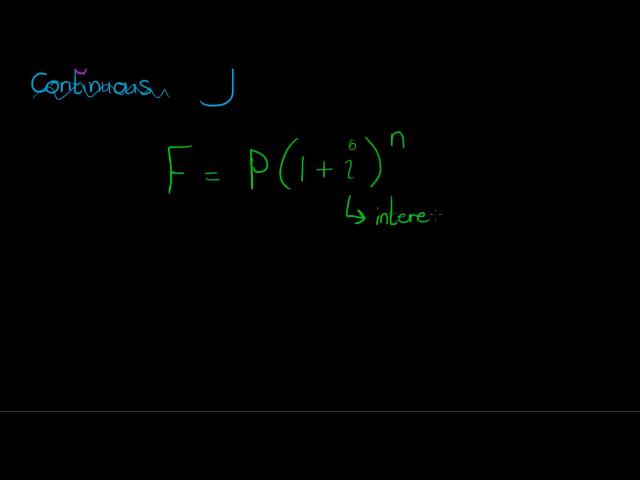 Continuous J
F = P(1 + i)^n
↳ intere